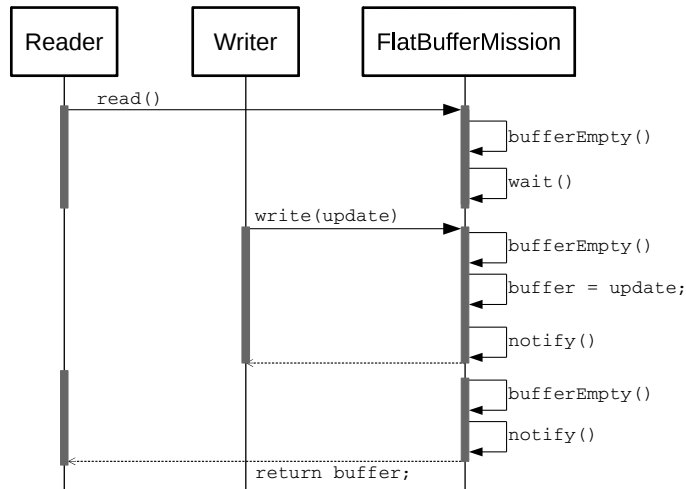 Reader Writer FlatBufferMission
read()
bufferEmpty()
wait()
write(update)
bufferEmpty()
buffer = update;
notify()
bufferEmpty()
notify()
return buffer;